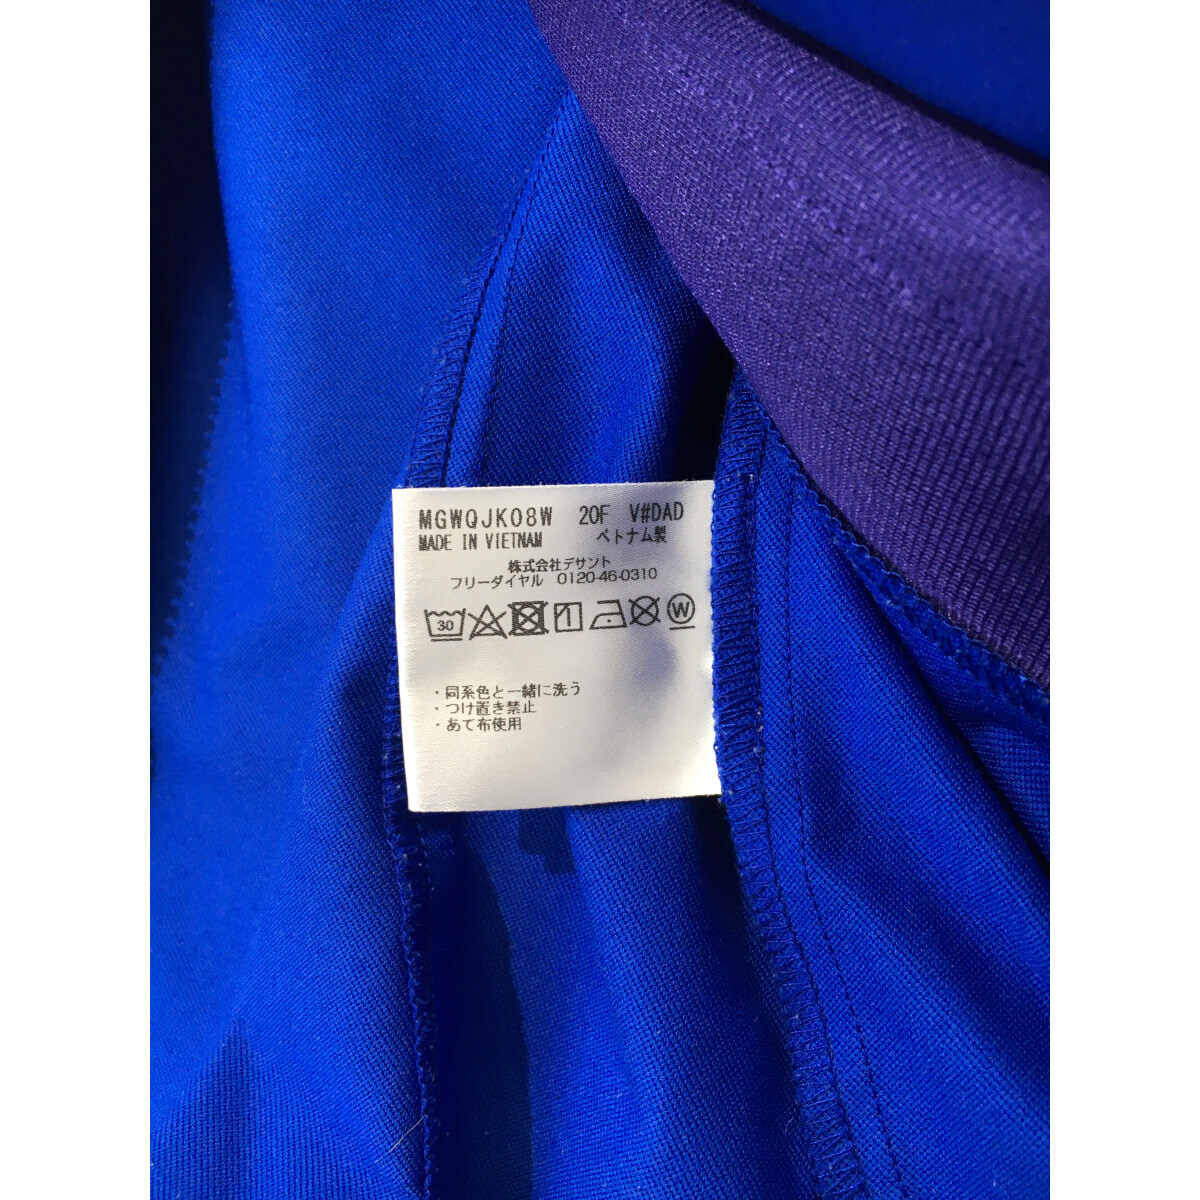 MGWQJK08W 20F V#DAD
MADE IN VIETNAM ベトナム製
株式会社デサント
フリーダイヤル 0120-46-0310
30 W
・同系色と一緒に洗う
・つけ置き禁止
・あて布使用